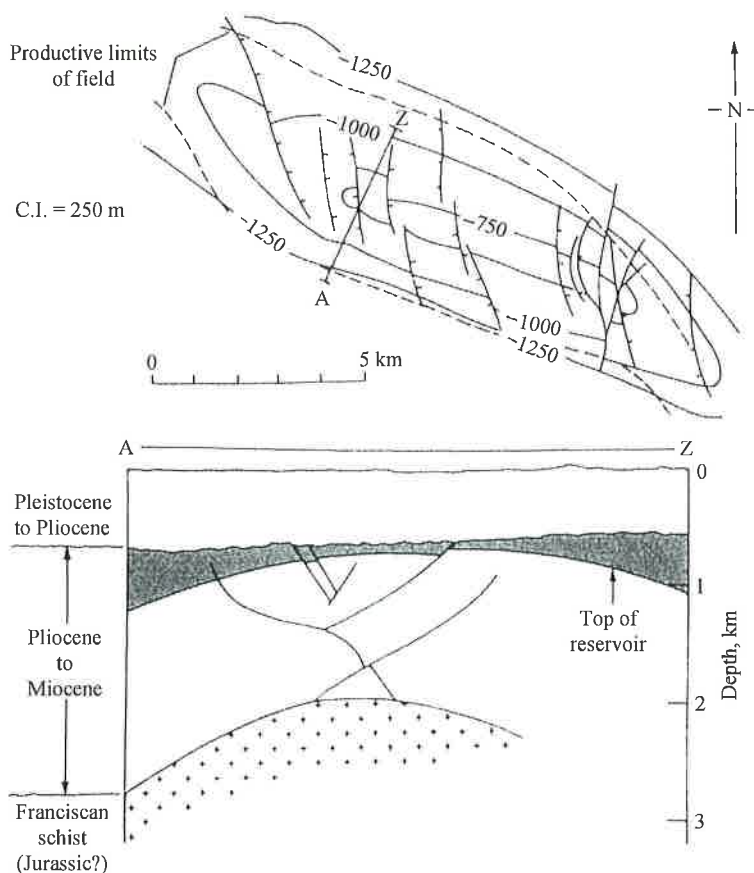 Productive limits
of field
-1250
N
Z
-1000
C.I. = 250 m
-750
-1250
A
-1000
-1250
0
5 km
A
Z
0
Pleistocene
to Pliocene
1
Pliocene
to
Miocene
Top of
reservoir
Depth, km
2
Franciscan
schist
(Jurassic?)
3